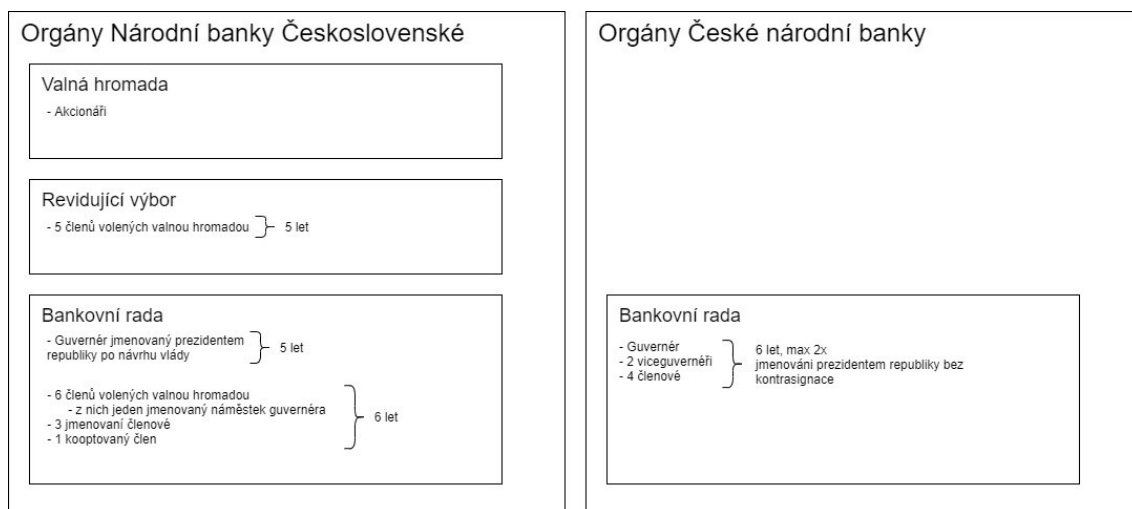 Orgány Národní banky Československé
Valná hromada
- Akcionáři
Revidující výbor
- 5 členů volených valnou hromadou
5 let
Bankovní rada
- Guvernér jmenovaný prezidentem
republiky po návrhu vlády
5 let
- 6 členů volených valnou hromadou
- z nich jeden jmenovaný náměstek guvernéra
- 3 jmenovaní členové
- 1 kooptovaný člen
6 let
Orgány České národní banky
Bankovní rada
- Guvernér
- 2 viceguvernéři
- 4 členové
6 let, max 2x
jmenováni prezidentem republiky bez
kontrasignace